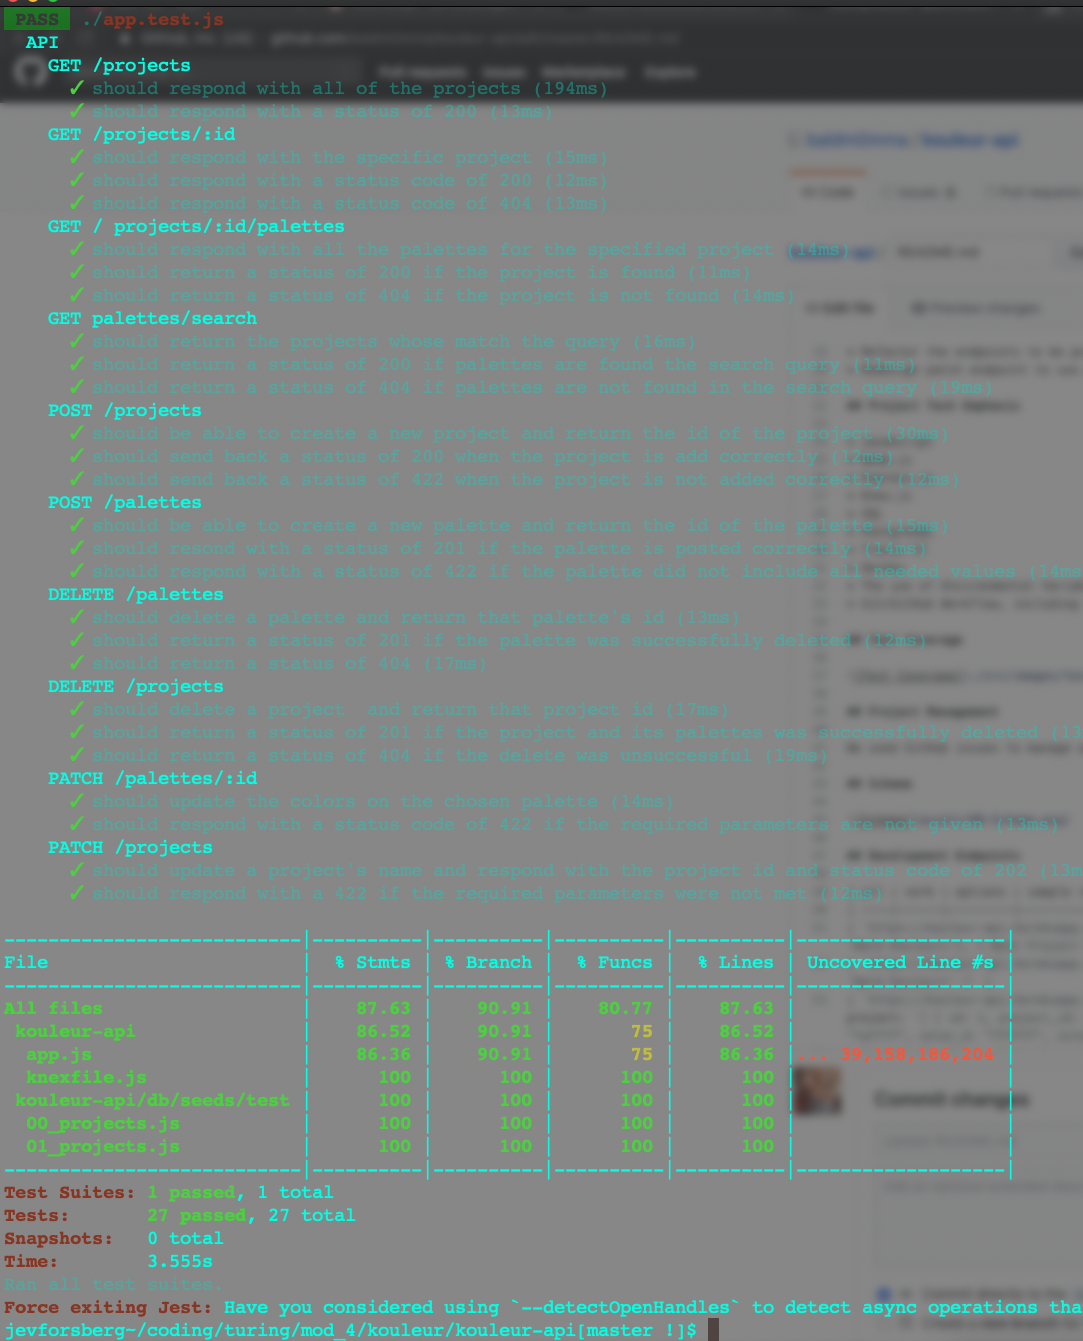 PASS ./app.test.js
API
GET /projects
✓ should respond with all of the projects (194ms)
✓ should respond with a status of 200 (13ms)
GET /projects/:id
✓ should respond with the specific project (15ms)
✓ should respond with a status code of 200 (12ms)
✓ should respond with a status code of 404 (13ms)
GET / projects/:id/palettes
✓ should respond with all the palettes for the specified project (14ms)
✓ should return a status of 200 if the project is found (11ms)
✓ should return a status of 404 if the project is not found (14ms)
GET palettes/search
✓ should return the projects whose match the query (16ms)
✓ should return a status of 200 if palettes are found the search query (11ms)
✓ should return a status of 404 if palettes are not found in the search query (19ms)
POST /projects
✓ should be able to create a new project and return the id of the project (30ms)
✓ should send back a status of 200 when the project is add correctly (12ms)
✓ should send back a status of 422 when the project is not added correctly (12ms)
POST /palettes
✓ should be able to create a new palette and return the id of the palette (15ms)
✓ should resond with a status of 201 if the palette is posted correctly (14ms)
✓ should respond with a status of 422 if the palette did not include all needed values (14ms
DELETE /palettes
✓ should delete a palette and return that palette's id (13ms)
✓ should return a status of 201 if the palette was successfully deleted (12ms)
✓ should return a status of 404 (17ms)
DELETE /projects
✓ should delete a project  and return that project id (17ms)
✓ should return a status of 201 if the project and its palettes was successfully deleted (13
✓ should return a status of 404 if the delete was unsuccessful (19ms)
PATCH /palettes/:id
✓ should update the colors on the chosen palette (14ms)
✓ should respond with a status code of 422 if the required parameters are not given (13ms)
PATCH /projects
✓ should update a project's name and respond with the project id and status code of 202 (13m
✓ should respond with a 422 if the required parameters were not met (12ms)
File | % Stmts | % Branch | % Funcs | % Lines | Uncovered Line #s |
All files | 87.63 | 90.91 | 80.77 | 87.63 | |
kouleur-api | 86.52 | 90.91 | 75 | 86.52 | |
app.js | 86.36 | 90.91 | 75 | 86.36 |... 39,158,186,204 |
knexfile.js | 100 | 100 | 100 | 100 | |
kouleur-api/db/seeds/test | 100 | 100 | 100 | 100 | |
00_projects.js | 100 | 100 | 100 | 100 | |
01_projects.js | 100 | 100 | 100 | 100 | |
Test Suites: 1 passed, 1 total
Tests: 27 passed, 27 total
Snapshots: 0 total
Time: 3.555s
Ran all test suites.
Force exiting Jest: Have you considered using `--detectOpenHandles` to detect async operations tha
jevforsberg~/coding/turing/mod_4/kouleur/kouleur-api[master !]$